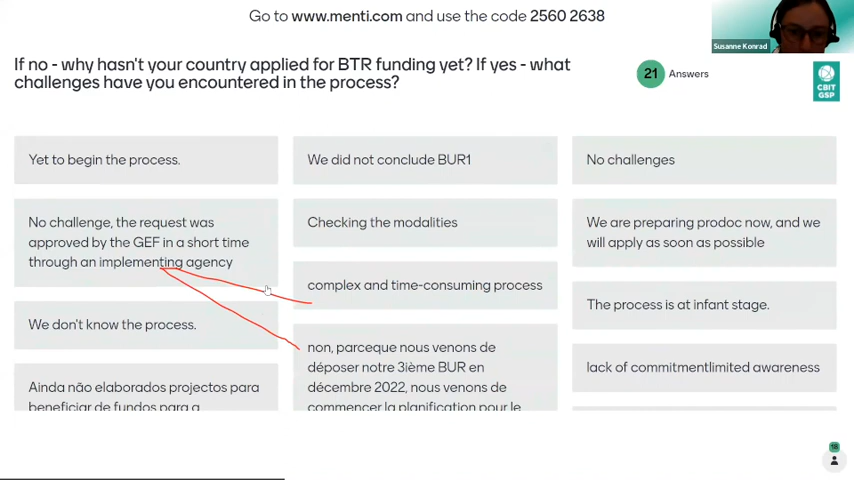 Go to www.menti.com and use the code 2560 2638
Susanne Konrad
If no - why hasn't your country applied for BTR funding yet? If yes - what
challenges have you encountered in the process?
21 Answers
CBIT
GSP
Yet to begin the process.
No challenge, the request was
approved by the GEF in a short time
through an implementing agency
We don't know the process.
Ainda não elaborados projectos para
beneficiar de fundos para a
We did not conclude BUR1
Checking the modalities
complex and time-consuming process
non, parceque nous venons de
déposer notre 3ième BUR en
décembre 2022, nous venons de
commencer la planification pour le
No challenges
We are preparing prodoc now, and we
will apply as soon as possible
The process is at infant stage.
lack of commitmentlimited awareness
18